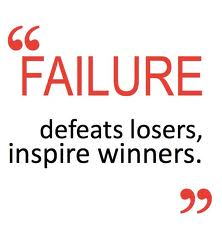 “
FAILURE
defeats losers,
inspire winners.
”